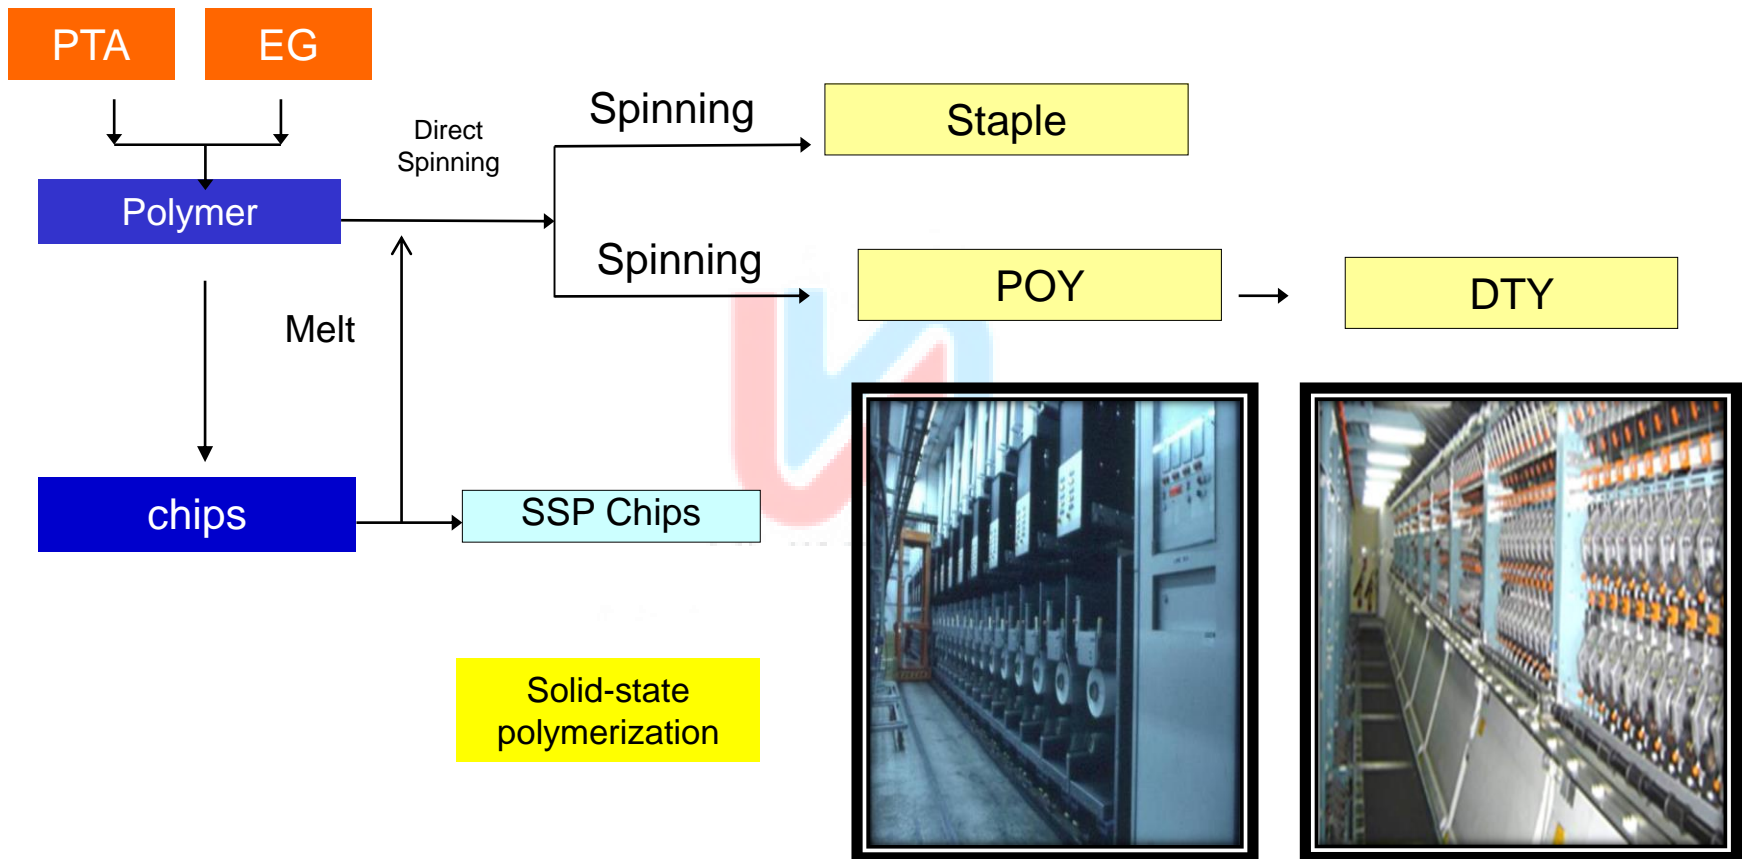 PTA
EG
Direct
Spinning
Spinning
Staple
Polymer
Spinning
POY
DTY
Melt
chips
SSP Chips
Solid-state
polymerization